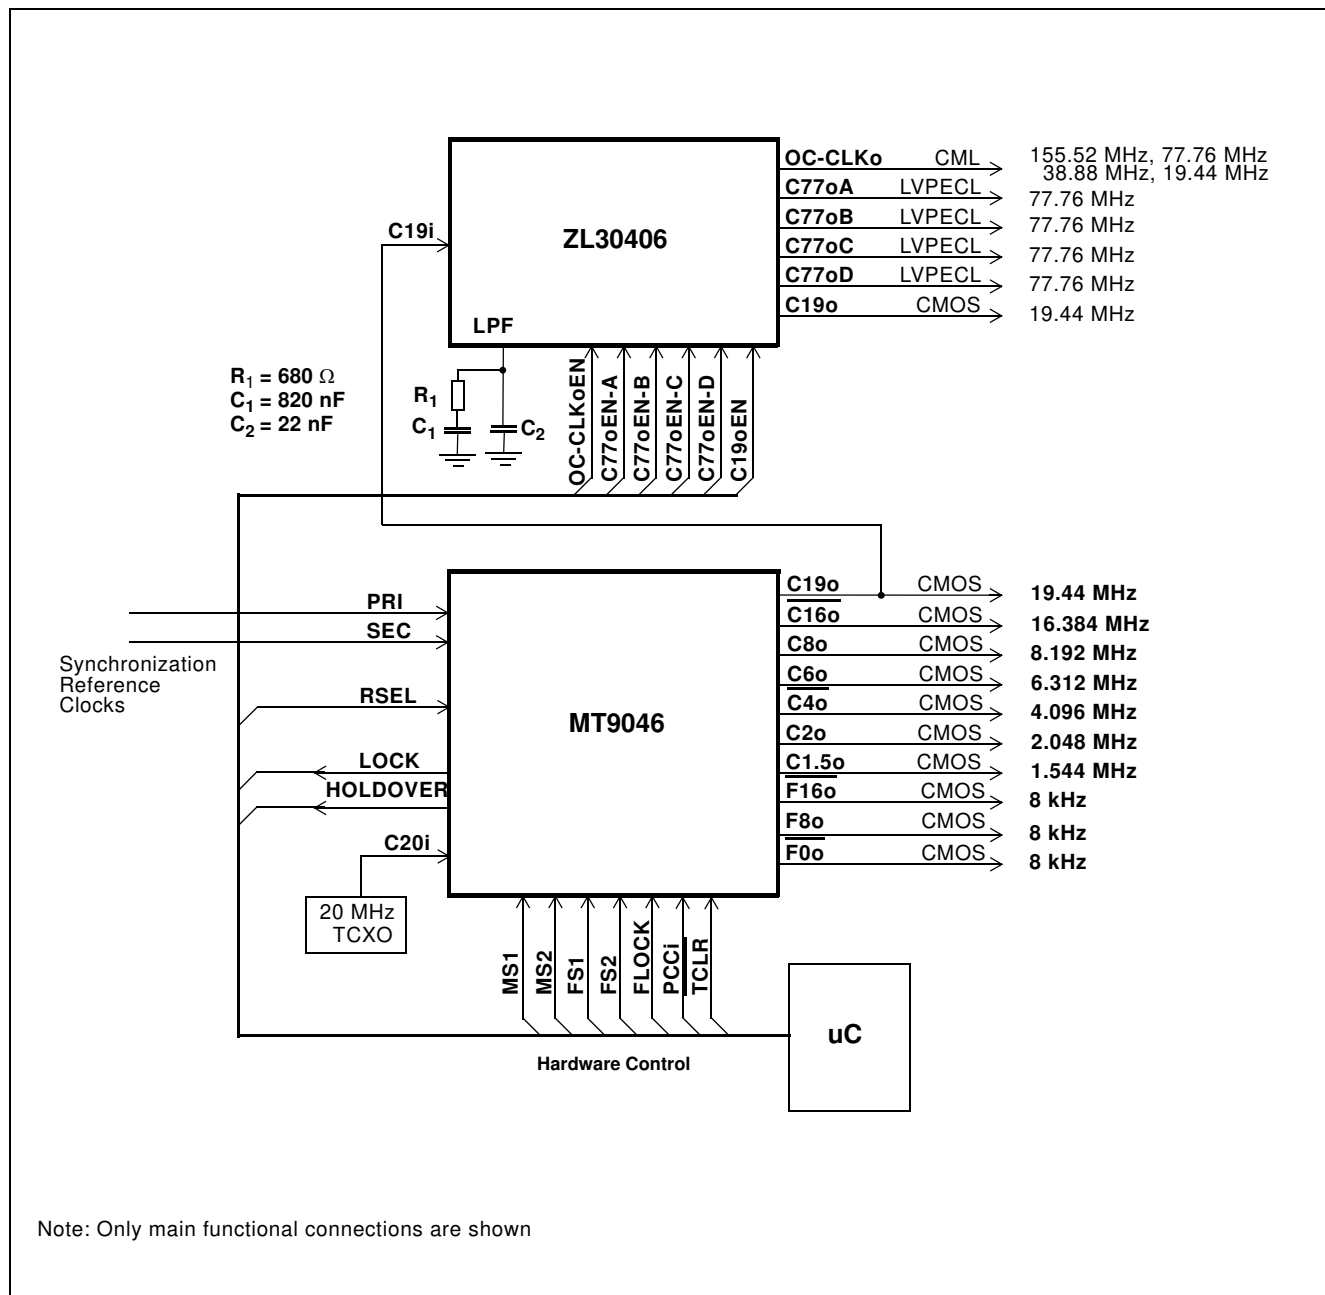 OC-CLKo CML 155.52 MHz, 77.76 MHz
38.88 MHz, 19.44 MHz
C77oA LVPECL 77.76 MHz
C77oB LVPECL 77.76 MHz
C77oC LVPECL 77.76 MHz
C77oD LVPECL 77.76 MHz
C19o CMOS 19.44 MHz
C19i
ZL30406
LPF
R1 = 680 Ω
C1 = 820 nF
C2 = 22 nF
R1
C1
C2
OC-CLKoEN
C77oEN-A
C77oEN-B
C77oEN-C
C77oEN-D
C19oEN
C19o CMOS 19.44 MHz
C16o CMOS 16.384 MHz
C8o CMOS 8.192 MHz
C6o CMOS 6.312 MHz
C4o CMOS 4.096 MHz
C2o CMOS 2.048 MHz
C1.5o CMOS 1.544 MHz
F16o CMOS 8 kHz
F8o CMOS 8 kHz
F0o CMOS 8 kHz
PRI
SEC
Synchronization
Reference
Clocks
RSEL
MT9046
LOCK
HOLDOVER
C20i
20 MHz
TCXO
MS1
MS2
FS1
FS2
FLOCK
PCCi
TCLR
uC
Hardware Control
Note: Only main functional connections are shown